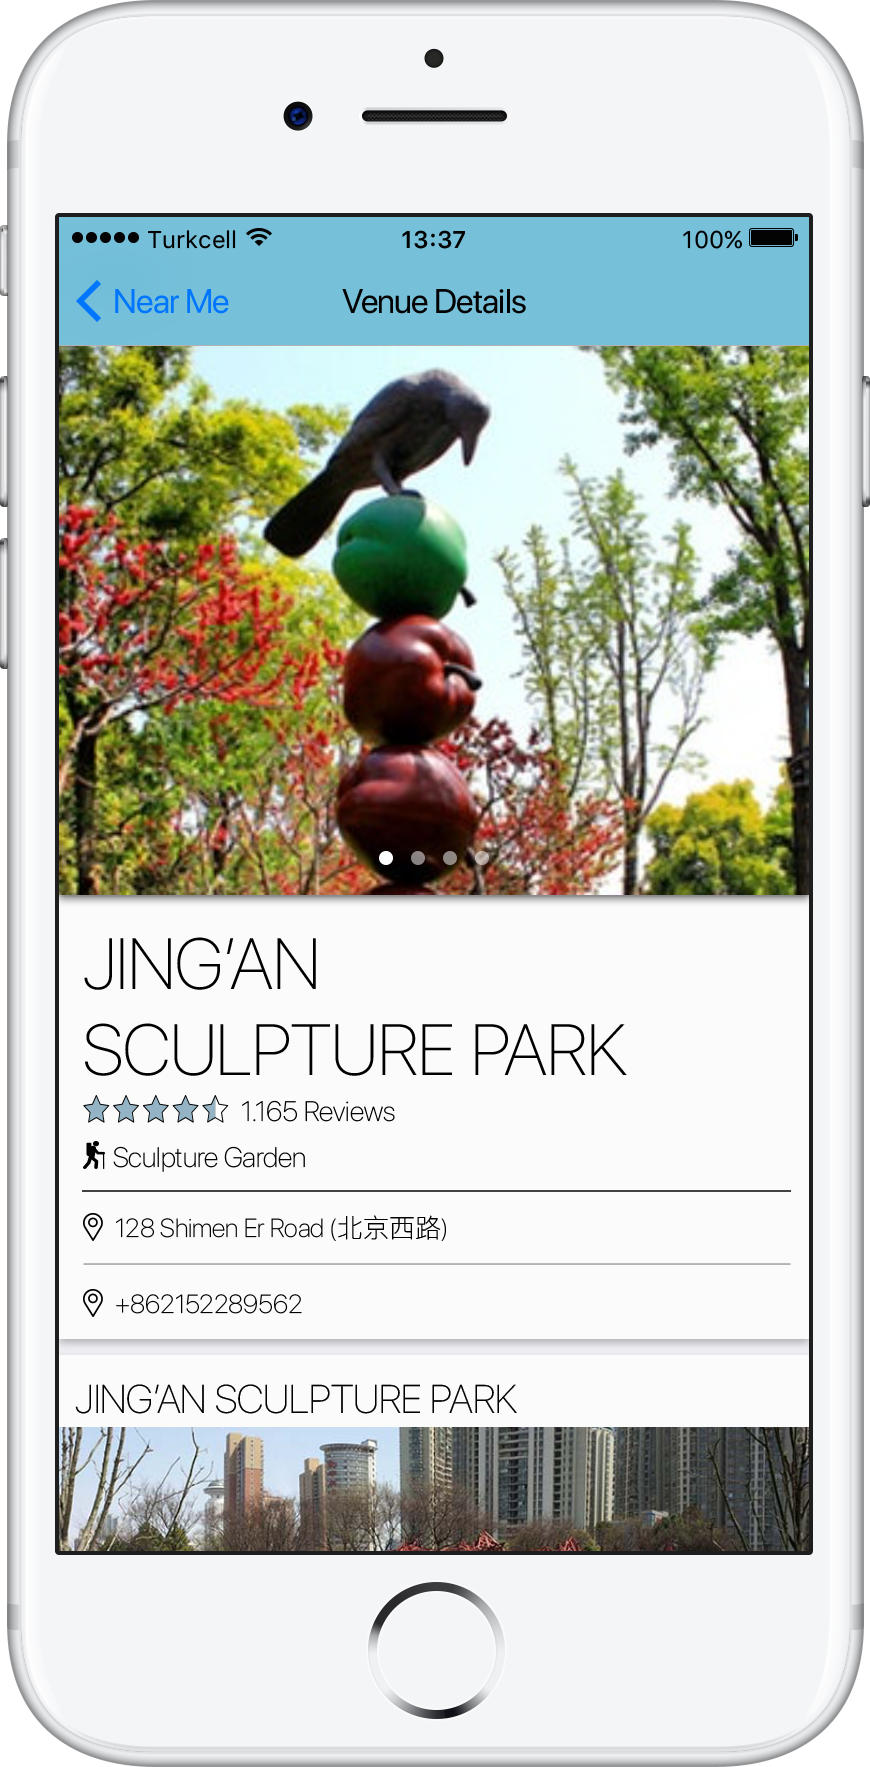 Turkcell 13:37 100%
Near Me Venue Details
JING’AN
SCULPTURE PARK
1.165 Reviews
Sculpture Garden
128 Shimen Er Road (北京西路)
+862152289562
JING’AN SCULPTURE PARK